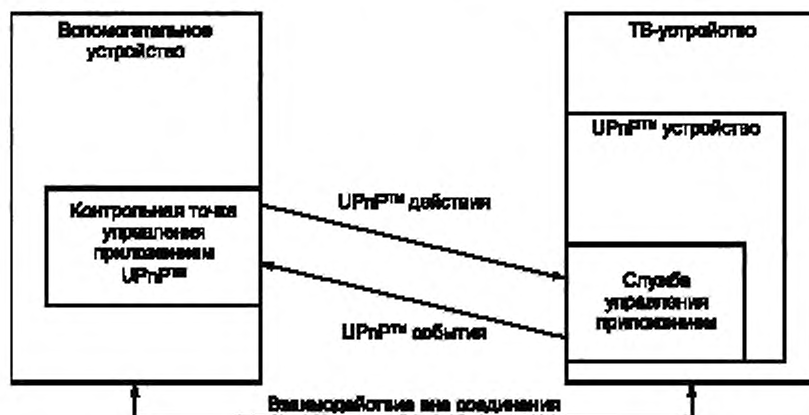 Вспомогательное
устройство
ТВ-устройство
UPnP™ устройство
Контрольная точка
управления
приложением
UPnP™
UPnP™ действия
Служба
управления
приложением
UPnP™ события
Взаимодействие вне соединения